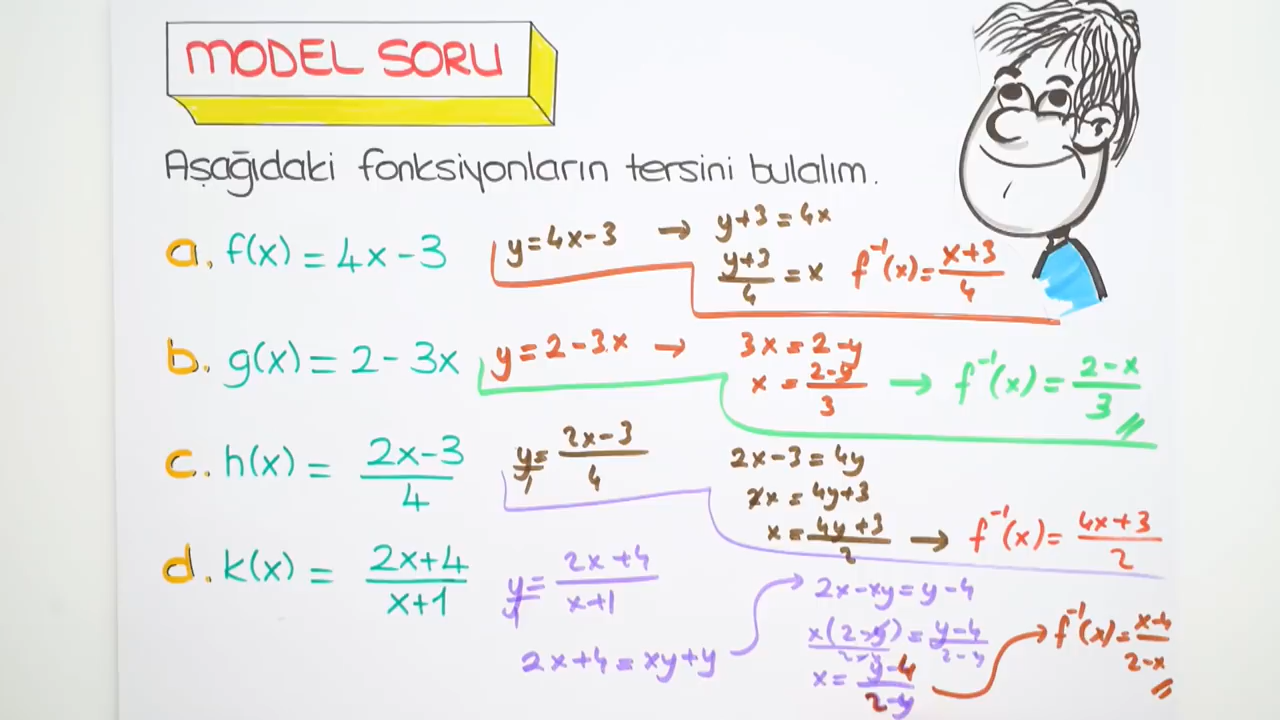 MODEL SORU
Aşağıdaki fonksiyonların tersini bulalım.
a. f(x) = 4x - 3
y = 4x - 3 → y + 3 = 4x
(y+3)/4 = x f⁻¹(x) = (x+3)/4
b. g(x) = 2 - 3x
y = 2 - 3x → 3x = 2 - y
x = (2-y)/3 → f⁻¹(x) = (2-x)/3 //
c. h(x) = (2x-3)/4
y/1 = (2x-3)/4
2x - 3 = 4y
2x = 4y + 3
x = (4y+3)/2 → f⁻¹(x) = (4x+3)/2
d. k(x) = (2x+4)/(x+1)
y/1 = (2x+4)/(x+1)
2x + 4 = xy + y
2x - xy = y - 4
x(2-y)/(2-y) = (y-4)/(2-y)
x = (y-4)/(2-y)
f⁻¹(x) = (x-4)/(2-x) //